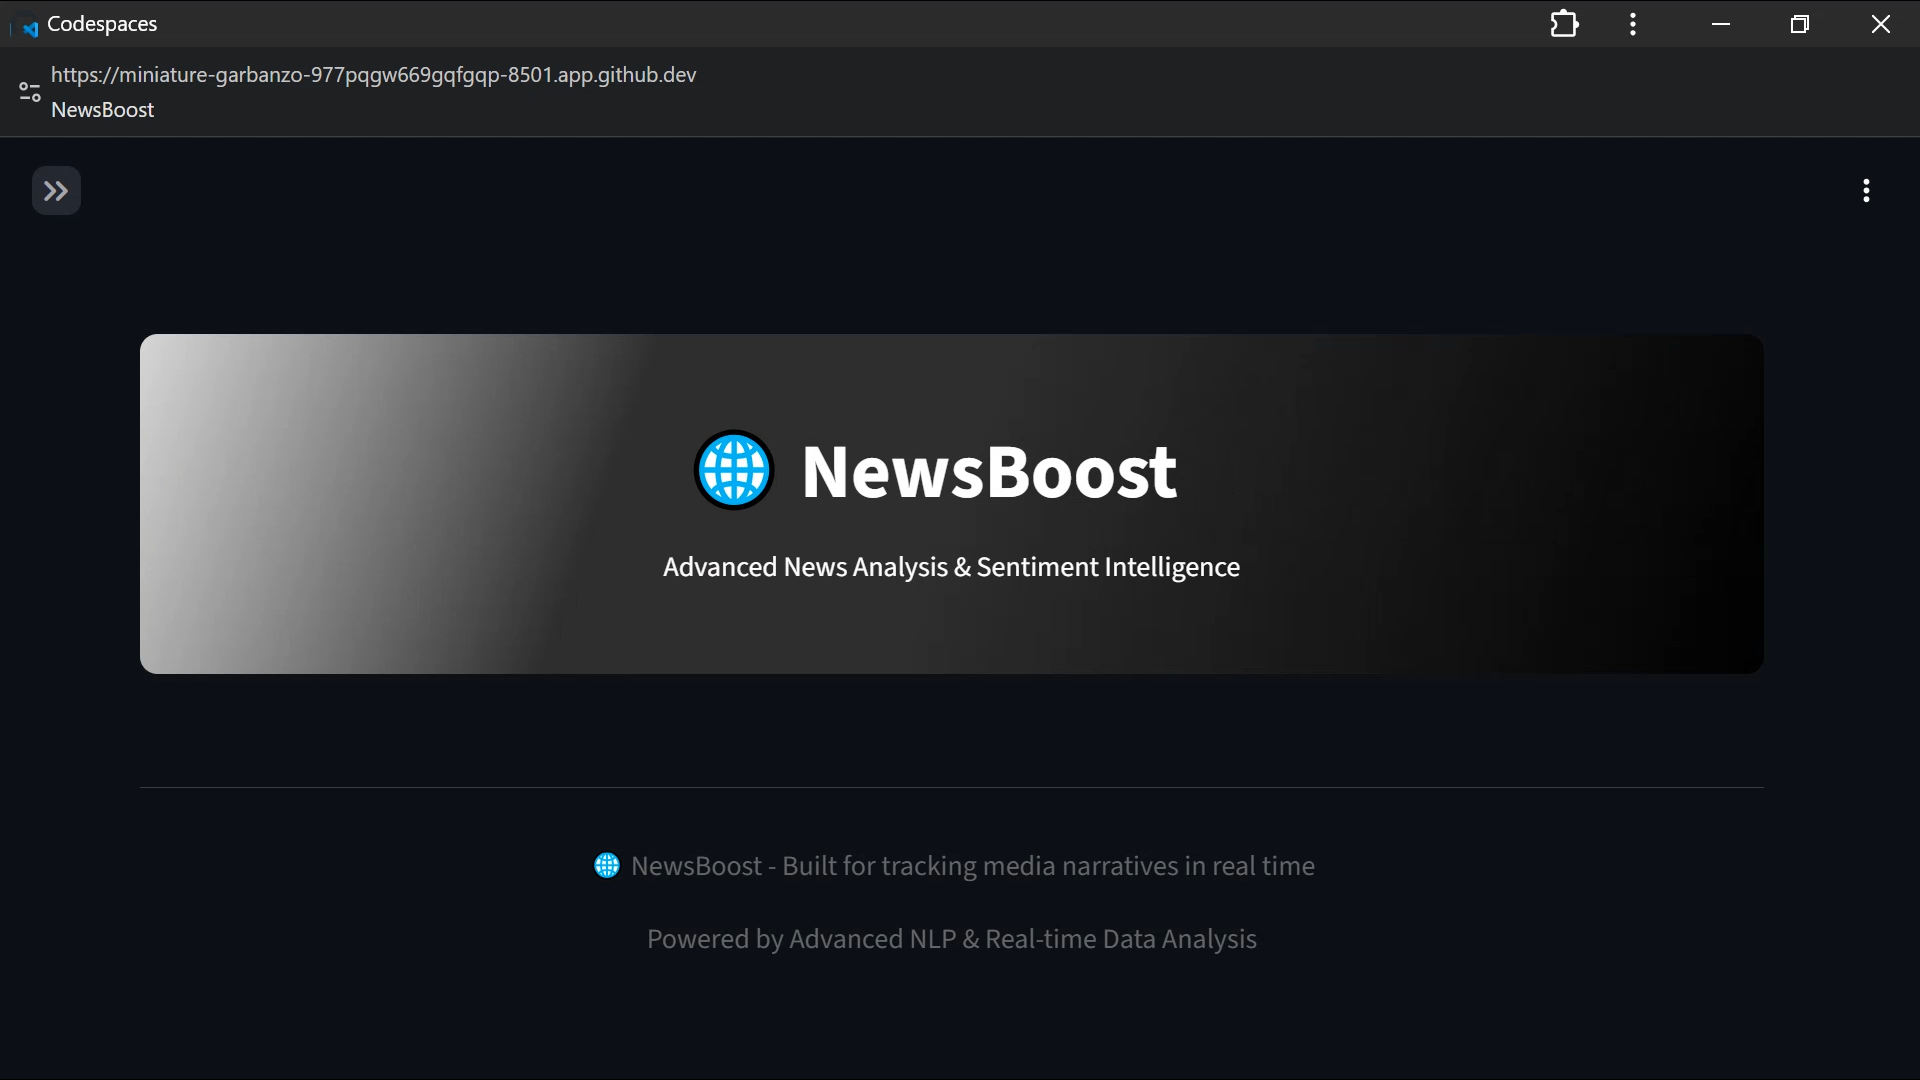 Codespaces
https://miniature-garbanzo-977pqgw669gqfgqp-8501.app.github.dev
NewsBoost
NewsBoost
Advanced News Analysis & Sentiment Intelligence
NewsBoost - Built for tracking media narratives in real time
Powered by Advanced NLP & Real-time Data Analysis